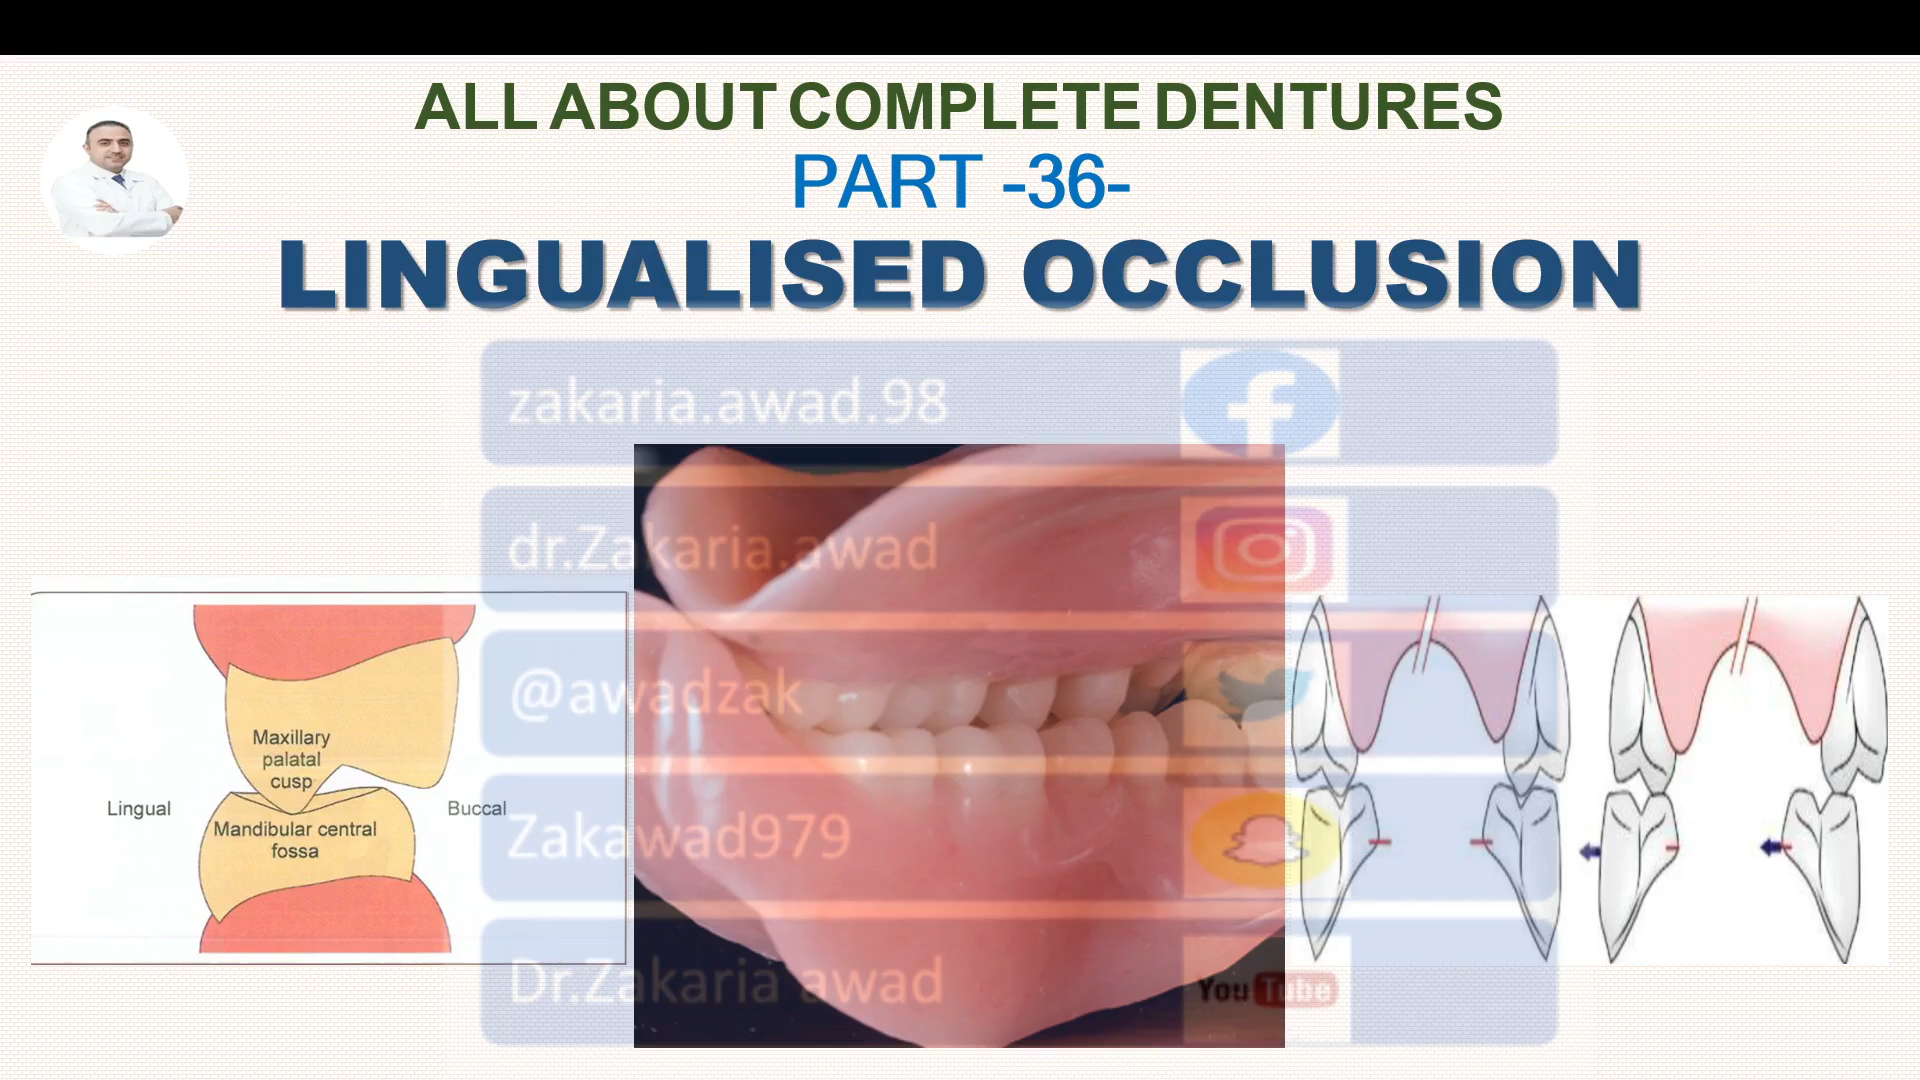 ALL ABOUT COMPLETE DENTURES
PART -36-
LINGUALISED OCCLUSION
zakaria.awad.98
dr.Zakaria.awad
@awadzak
Zakawad979
Dr.Zakaria awad
YouTube
Maxillary
palatal
cusp
Lingual
Buccal
Mandibular central
fossa